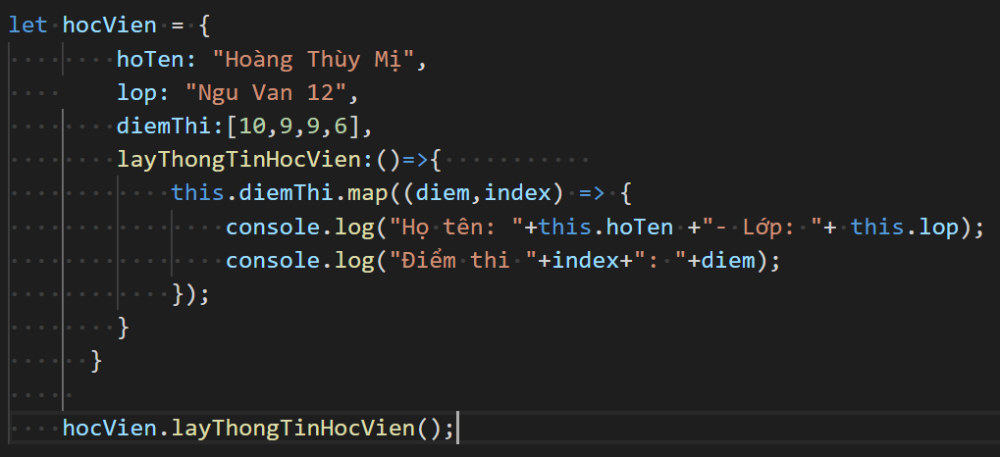 let hocVien = {
hoTen: "Hoàng Thùy Mị",
lop: "Ngu Van 12",
diemThi:[10,9,9,6],
layThongTinHocVien:()=>{
this.diemThi.map((diem,index) => {
console.log("Họ tên: "+this.hoTen +"- Lớp: "+ this.lop);
console.log("Điểm thi "+index+": "+diem);
});
}
}
hocVien.layThongTinHocVien();